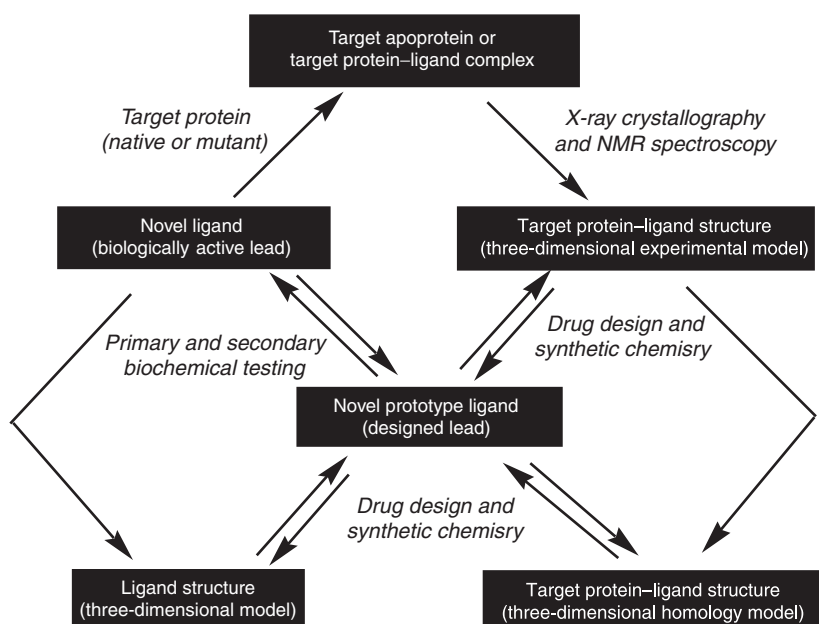 Target apoprotein or
target protein–ligand complex
Target protein
(native or mutant)
X-ray crystallography
and NMR spectroscopy
Novel ligand
(biologically active lead)
Target protein–ligand structure
(three-dimensional experimental model)
Primary and secondary
biochemical testing
Drug design and
synthetic chemisry
Novel prototype ligand
(designed lead)
Drug design and
synthetic chemisry
Ligand structure
(three-dimensional model)
Target protein–ligand structure
(three-dimensional homology model)